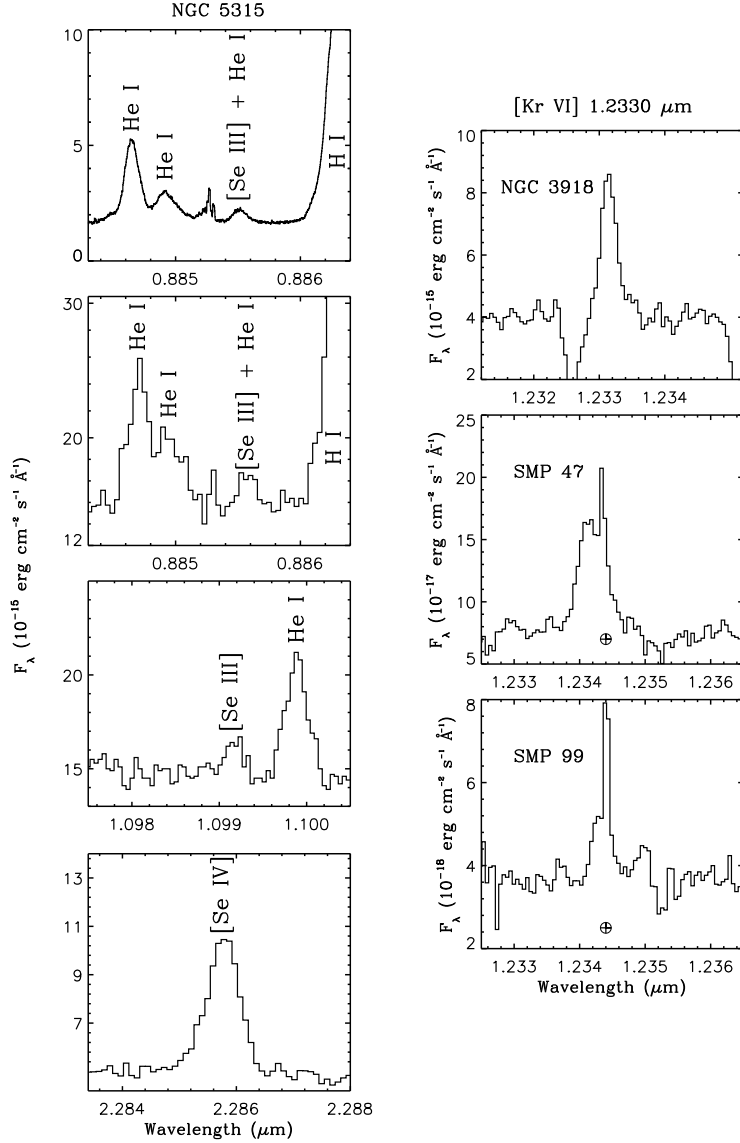 NGC 5315
10
5
0
He I
He I
[Se III] + He I
H I
0.885
0.886
30
20
12
He I
He I
[Se III] + He I
H I
0.885
0.886
F_λ (10⁻¹⁵ erg cm⁻² s⁻¹ Å⁻¹)
20
15
[Se III]
He I
1.098
1.099
1.100
13
11
9
7
[Se IV]
2.284
2.286
2.288
Wavelength (μm)
[Kr VI] 1.2330 μm
F_λ (10⁻¹⁵ erg cm⁻² s⁻¹ Å⁻¹)
10
8
6
4
2
NGC 3918
1.232
1.233
1.234
F_λ (10⁻¹⁷ erg cm⁻² s⁻¹ Å⁻¹)
25
20
15
10
5
SMP 47
⊕
1.233
1.234
1.235
1.236
F_λ (10⁻¹⁸ erg cm⁻² s⁻¹ Å⁻¹)
8
6
4
2
SMP 99
⊕
1.233
1.234
1.235
1.236
Wavelength (μm)